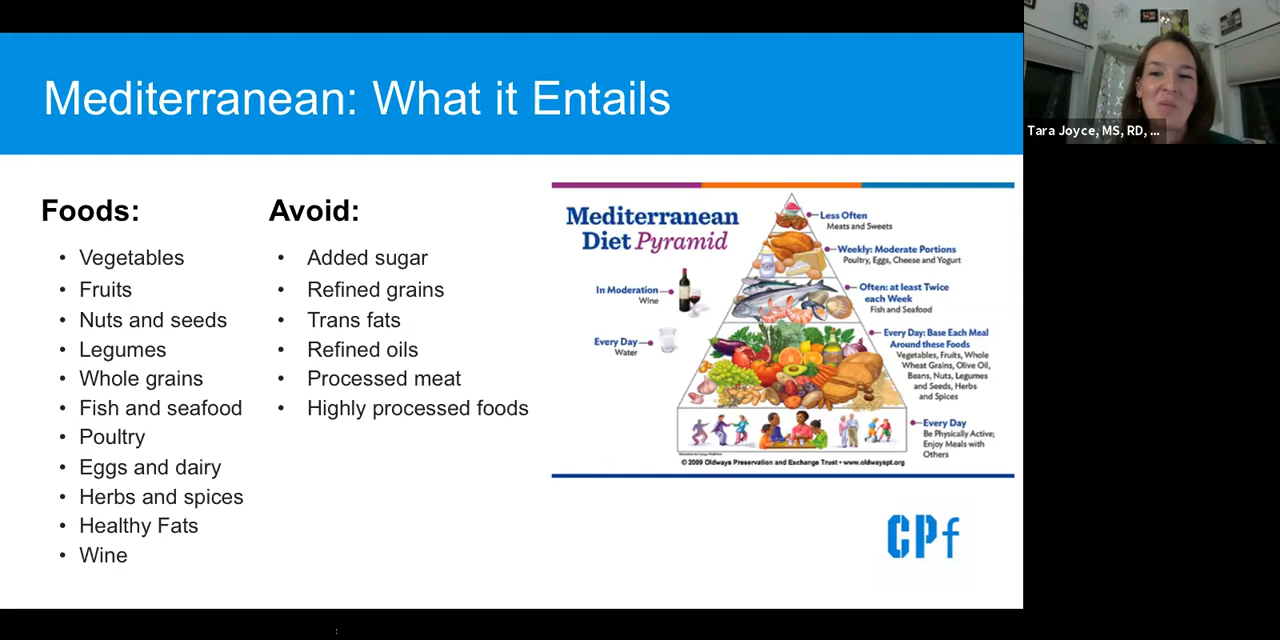 Mediterranean: What it Entails
Tara Joyce, MS, RD, ...
Foods:
• Vegetables
• Fruits
• Nuts and seeds
• Legumes
• Whole grains
• Fish and seafood
• Poultry
• Eggs and dairy
• Herbs and spices
• Healthy Fats
• Wine
Avoid:
• Added sugar
• Refined grains
• Trans fats
• Refined oils
• Processed meat
• Highly processed foods
Mediterranean
Diet Pyramid
Less Often
Meats and Sweets
Weekly: Moderate Portions
Poultry, Eggs, Cheese and Yogurt
In Moderation
Wine
Often: at least Twice
each Week
Fish and Seafood
Every Day
Water
Every Day: Base Each Meal
Around these Foods
Vegetables, Fruits, Whole
Wheat Grains, Olive Oil,
Beans, Nuts, Legumes
and Seeds, Herbs
and Spices
Every Day
Be Physically Active;
Enjoy Meals with
Others
© 2009 Oldways Preservation and Exchange Trust • www.oldwayspt.org
CPf